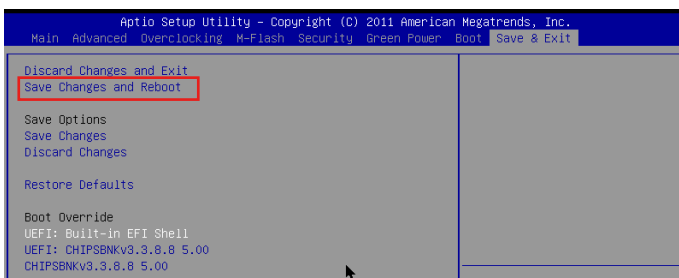 Aptio Setup Utility – Copyright (C) 2011 American Megatrends, Inc.
Main Advanced Overclocking M-Flash Security Green Power Boot Save & Exit
Discard Changes and Exit
Save Changes and Reboot
Save Options
Save Changes
Discard Changes
Restore Defaults
Boot Override
UEFI: Built-in EFI Shell
UEFI: CHIPSBNKv3.3.8.8 5.00
CHIPSBNKv3.3.8.8 5.00